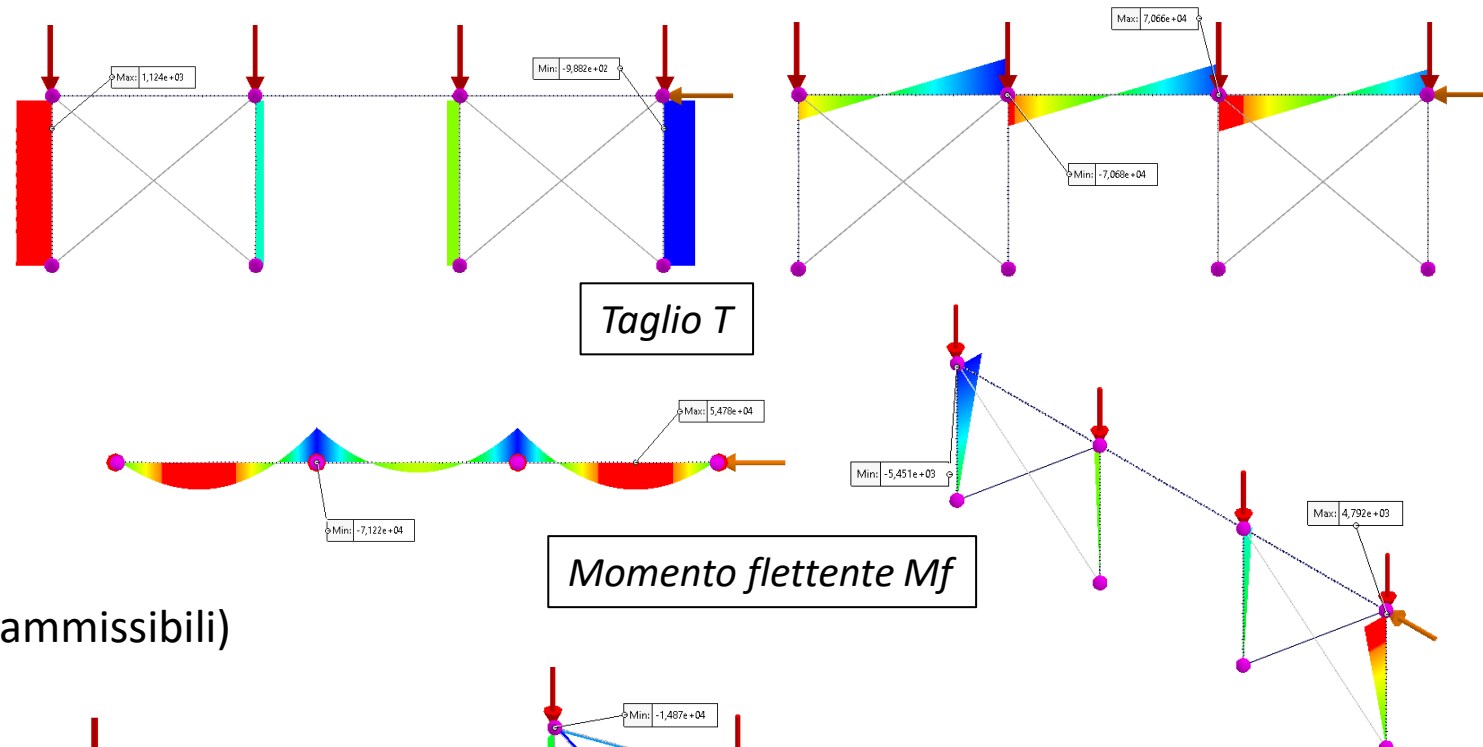 Max: 7,066e+04
Max: 1,124e+03
Min: -9,882e+02
Min: -7,068e+04
Taglio T
Max: 5,478e+04
Min: -5,451e+03
Max: 4,792e+03
Min: -7,122e+04
Momento flettente Mf
ammissibili)
Min: -1,487e+04